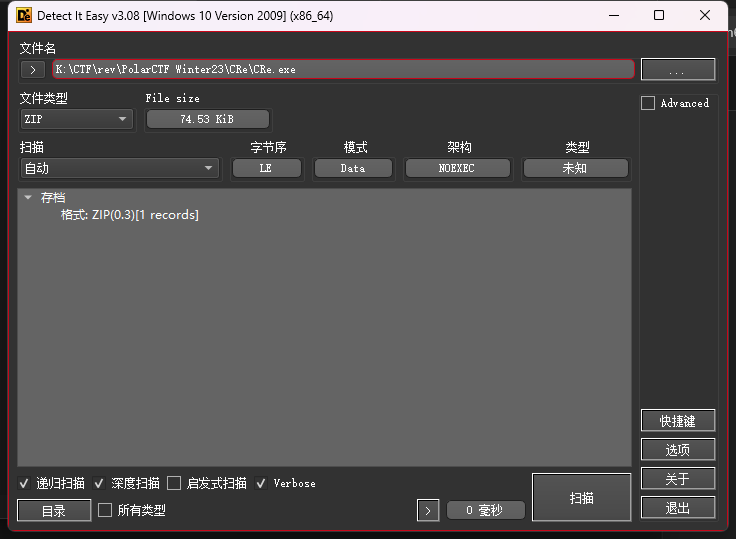 Detect It Easy v3.08 [Windows 10 Version 2009] (x86_64)
文件名
> K:\CTF\rev\PolarCTF Winter23\CRe\CRe.exe ...
文件类型 File size
ZIP 74.53 KiB
Advanced
扫描 字节序 模式 架构 类型
自动 LE Data NOEXEC 未知
存档
格式: ZIP(0.3)[1 records]
快捷键
选项
关于
退出
递归扫描 深度扫描 启发式扫描 Verbose
扫描
目录 所有类型 > 0 毫秒